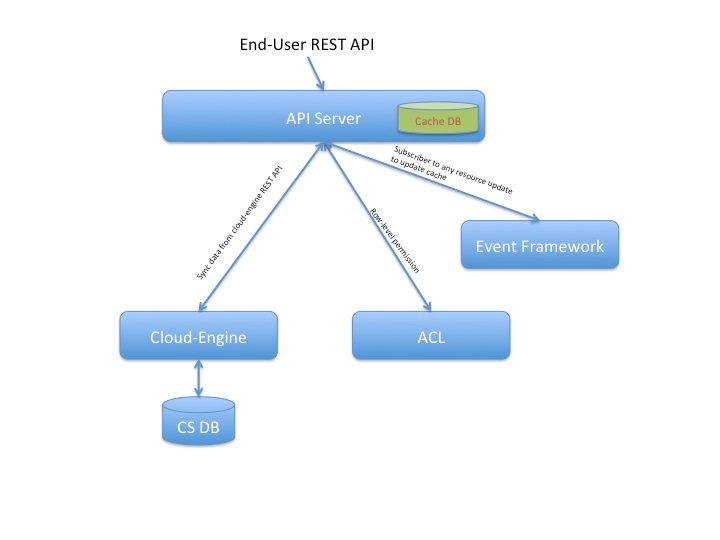 End-User REST API
API Server
Cache DB
Subscriber to any resource update
to update cache
Sync data from cloud-engine REST API
Row-level permission
Event Framework
Cloud-Engine
ACL
CS DB